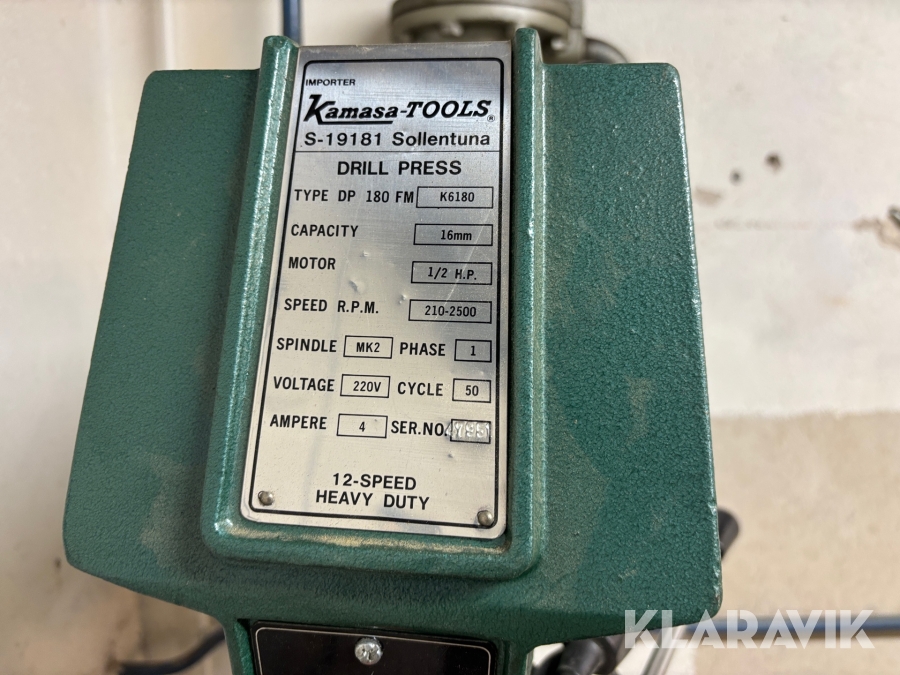 IMPORTER
Kamasa-TOOLS®
S-19181 Sollentuna
DRILL PRESS
TYPE DP 180 FM K6180
CAPACITY 16mm
MOTOR 1/2 H.P.
SPEED R.P.M. 210-2500
SPINDLE MK2 PHASE 1
VOLTAGE 220V CYCLE 50
AMPERE 4 SER.NO.
12-SPEED
HEAVY DUTY
KLARAVIK